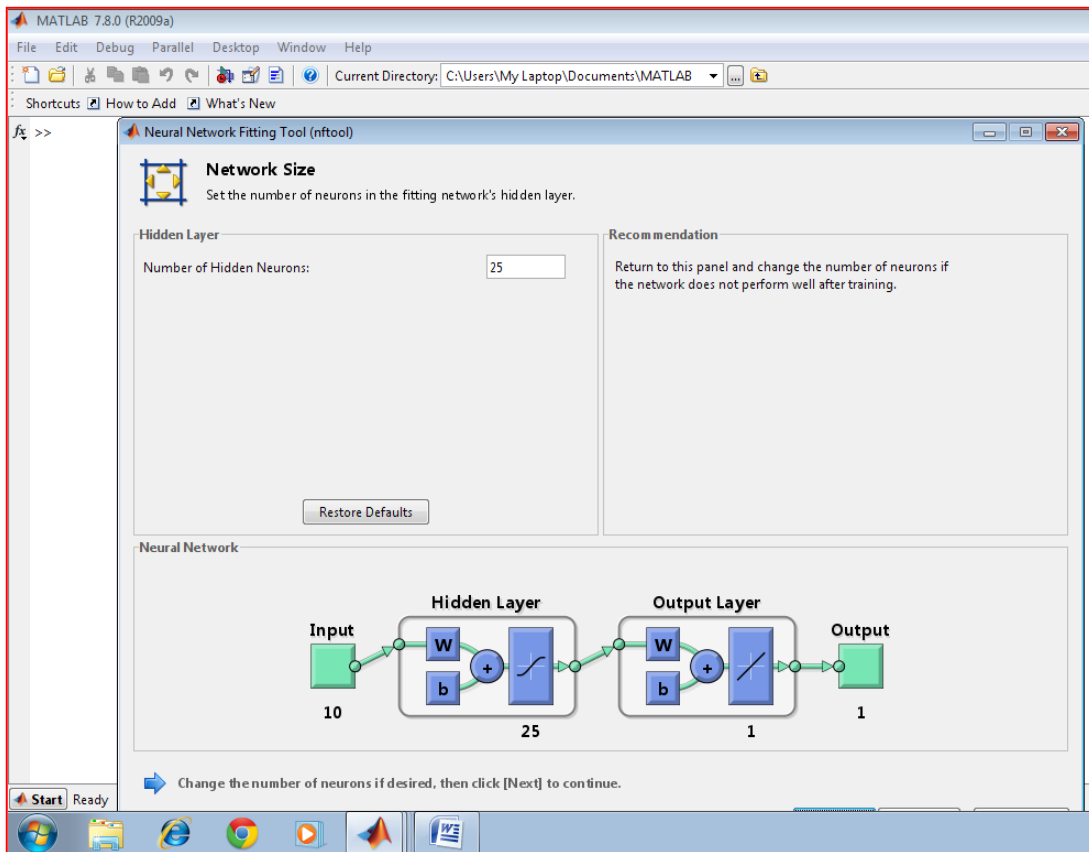 MATLAB 7.8.0 (R2009a)
File Edit Debug Parallel Desktop Window Help
Current Directory: C:\Users\My Laptop\Documents\MATLAB ...
Shortcuts How to Add What's New
fx >>
Neural Network Fitting Tool (nftool)
Network Size
Set the number of neurons in the fitting network's hidden layer.
Hidden Layer
Number of Hidden Neurons: 25
Restore Defaults
Recommendation
Return to this panel and change the number of neurons if
the network does not perform well after training.
Neural Network
Hidden Layer Output Layer
Input Output
W W
+ +
b b
10 1
25 1
Change the number of neurons if desired, then click [Next] to continue.
Start Ready